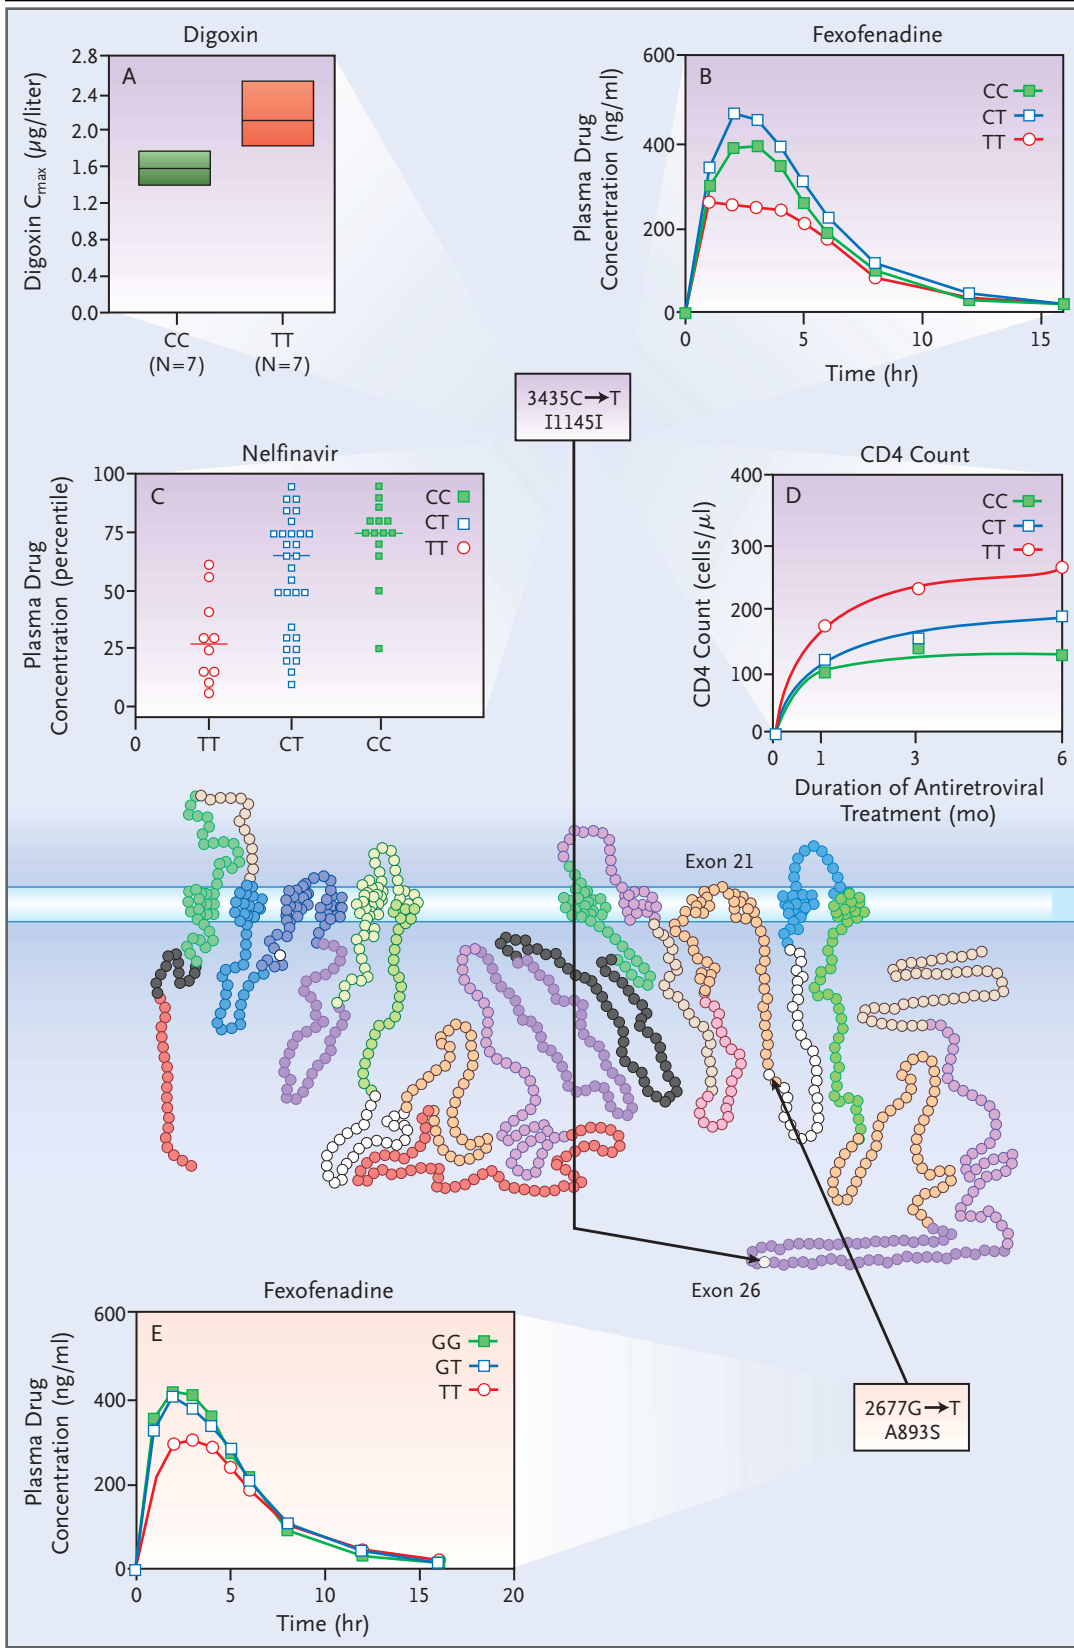 Digoxin
A
Digoxin Cmax (µg/liter)
2.8
2.4
2.0
1.6
1.2
0.8
0.4
0.0
CC
(N=7)
TT
(N=7)
Fexofenadine
B
Plasma Drug
Concentration (ng/ml)
600
400
200
0
CC
CT
TT
0 5 10 15
Time (hr)
3435C→T
I1145I
Nelfinavir
C
Plasma Drug
Concentration (percentile)
100
75
50
25
0
CC
CT
TT
0 TT CT CC
CD4 Count
D
CD4 Count (cells/µl)
400
300
200
100
0
CC
CT
TT
0 1 3 6
Duration of Antiretroviral
Treatment (mo)
Exon 21
Exon 26
Fexofenadine
E
Plasma Drug
Concentration (ng/ml)
600
400
200
0
GG
GT
TT
0 5 10 15 20
Time (hr)
2677G→T
A893S